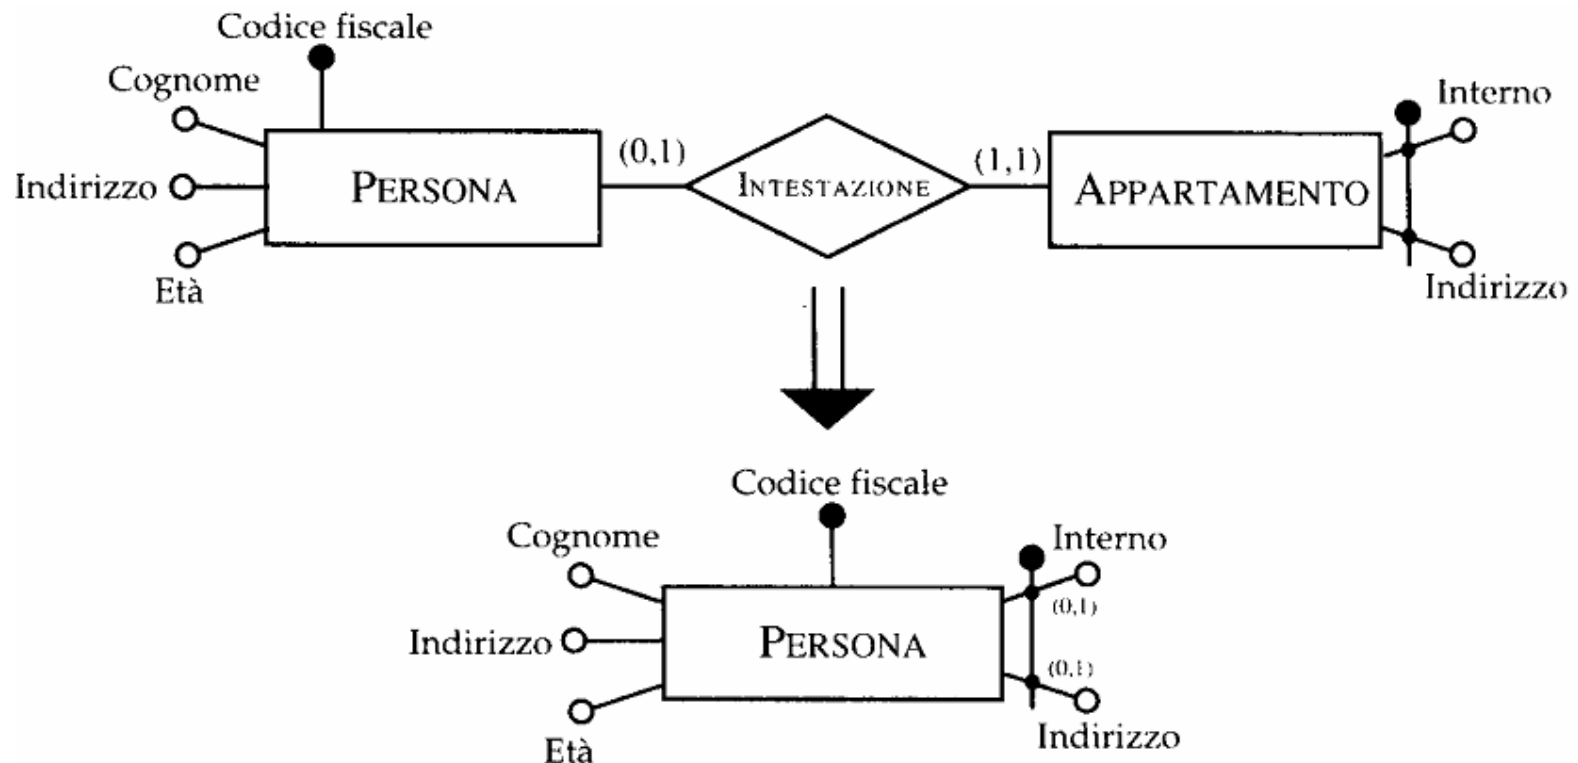 Codice fiscale
Cognome
Interno
(0,1)
(1,1)
Indirizzo
PERSONA
INTESTAZIONE
APPARTAMENTO
Età
Indirizzo
Codice fiscale
Cognome
Interno
(0,1)
Indirizzo
PERSONA
(0,1)
Età
Indirizzo